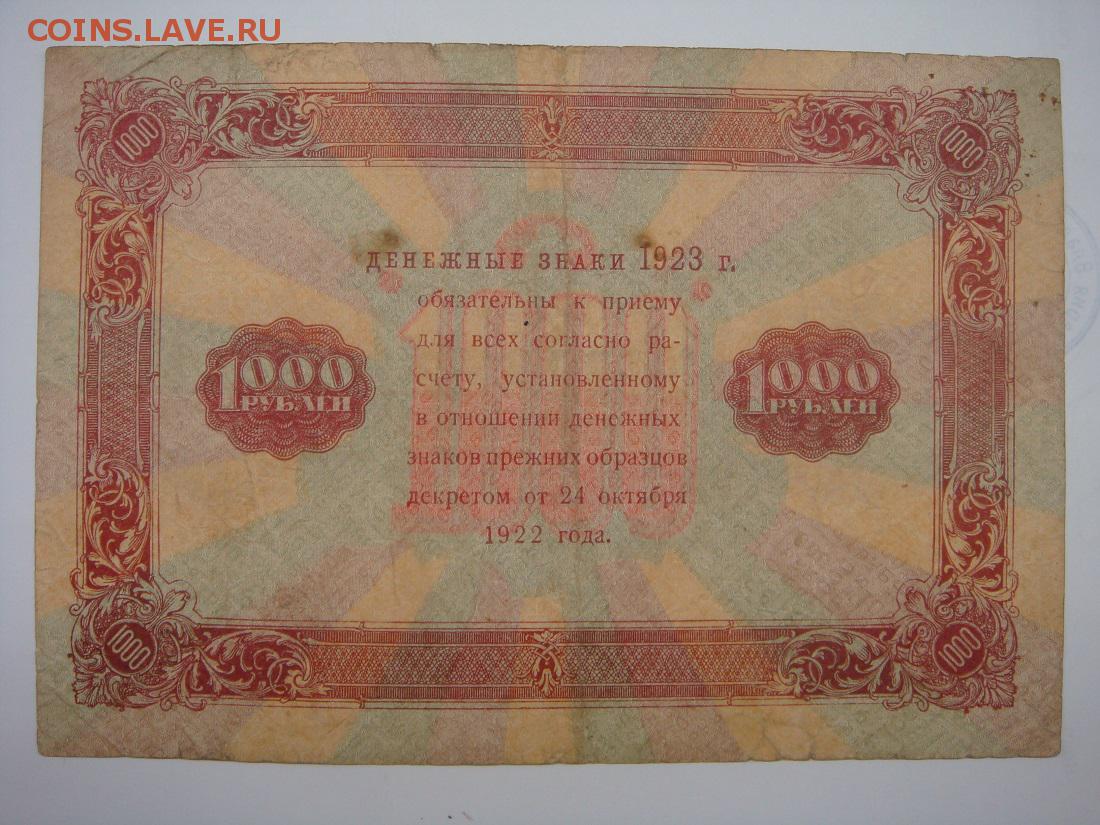 COINS.LAVE.RU
1000
1000
ДЕНЕЖНЫЕ ЗНАКИ 1923 г.
обязательны к приему
для всех согласно ра-
счету, установленному
в отношении денежных
знаков прежних образцов
декретом от 24 октября
1922 года.
1000
1000
РУБЛЕЙ
1000
РУБЛЕЙ
1000
1000